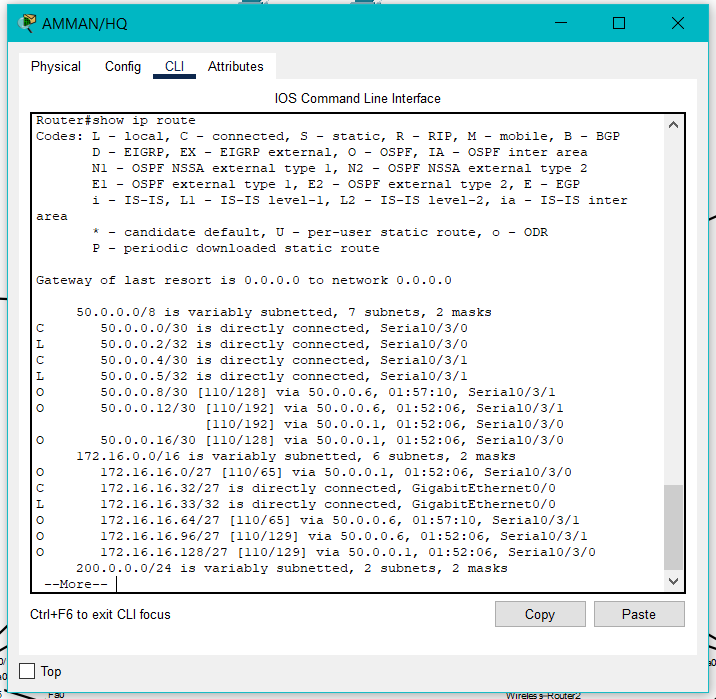 AMMAN/HQ
Physical Config CLI Attributes
IOS Command Line Interface
Router#show ip route
Codes: L - local, C - connected, S - static, R - RIP, M - mobile, B - BGP
D - EIGRP, EX - EIGRP external, O - OSPF, IA - OSPF inter area
N1 - OSPF NSSA external type 1, N2 - OSPF NSSA external type 2
E1 - OSPF external type 1, E2 - OSPF external type 2, E - EGP
i - IS-IS, L1 - IS-IS level-1, L2 - IS-IS level-2, ia - IS-IS inter
area
* - candidate default, U - per-user static route, o - ODR
P - periodic downloaded static route
Gateway of last resort is 0.0.0.0 to network 0.0.0.0
50.0.0.0/8 is variably subnetted, 7 subnets, 2 masks
C 50.0.0.0/30 is directly connected, Serial0/3/0
L 50.0.0.2/32 is directly connected, Serial0/3/0
C 50.0.0.4/30 is directly connected, Serial0/3/1
L 50.0.0.5/32 is directly connected, Serial0/3/1
O 50.0.0.8/30 [110/128] via 50.0.0.6, 01:57:10, Serial0/3/1
O 50.0.0.12/30 [110/192] via 50.0.0.6, 01:52:06, Serial0/3/1
[110/192] via 50.0.0.1, 01:52:06, Serial0/3/0
O 50.0.0.16/30 [110/128] via 50.0.0.1, 01:52:06, Serial0/3/0
172.16.0.0/16 is variably subnetted, 6 subnets, 2 masks
O 172.16.16.0/27 [110/65] via 50.0.0.1, 01:52:06, Serial0/3/0
C 172.16.16.32/27 is directly connected, GigabitEthernet0/0
L 172.16.16.33/32 is directly connected, GigabitEthernet0/0
O 172.16.16.64/27 [110/65] via 50.0.0.6, 01:57:10, Serial0/3/1
O 172.16.16.96/27 [110/129] via 50.0.0.6, 01:52:06, Serial0/3/1
O 172.16.16.128/27 [110/129] via 50.0.0.1, 01:52:06, Serial0/3/0
200.0.0.0/24 is variably subnetted, 2 subnets, 2 masks
--More--
Ctrl+F6 to exit CLI focus
Copy Paste
Top
Fa0
Wireless-Router2